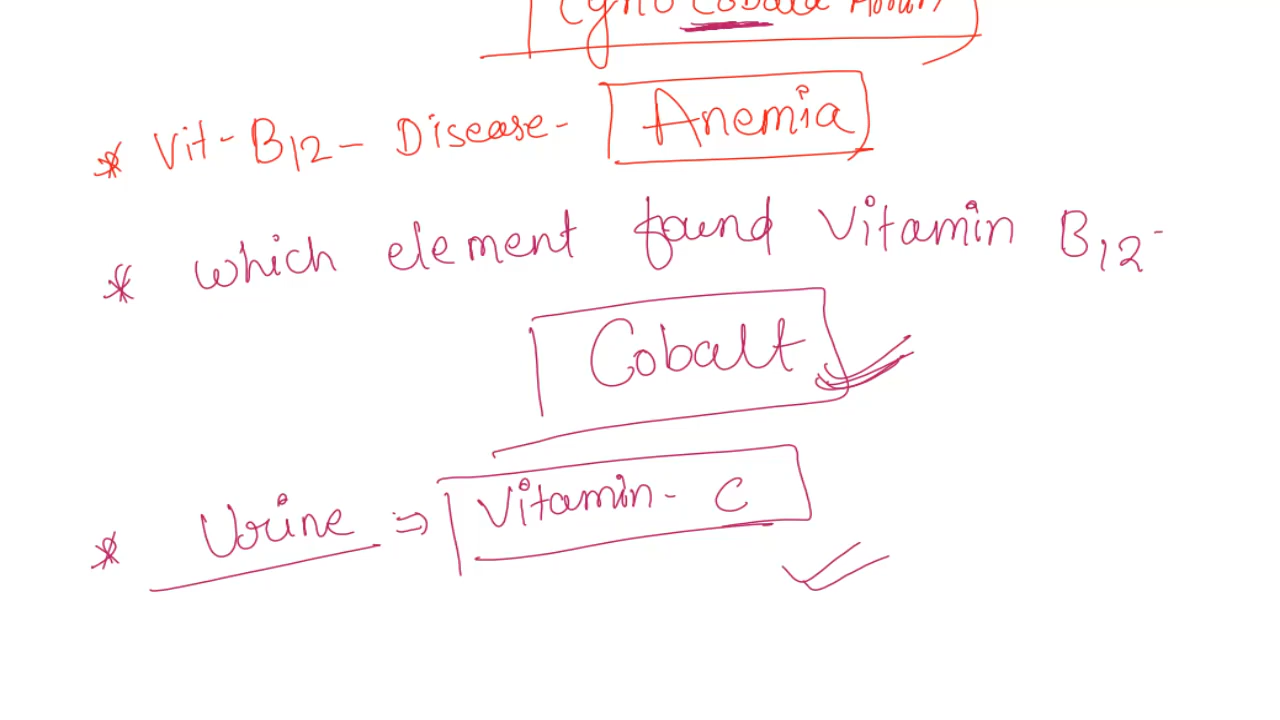 * Vit-B12- Disease- Anemia
* which element found Vitamin B12-
Cobalt
* Urine ⇒ Vitamin- C